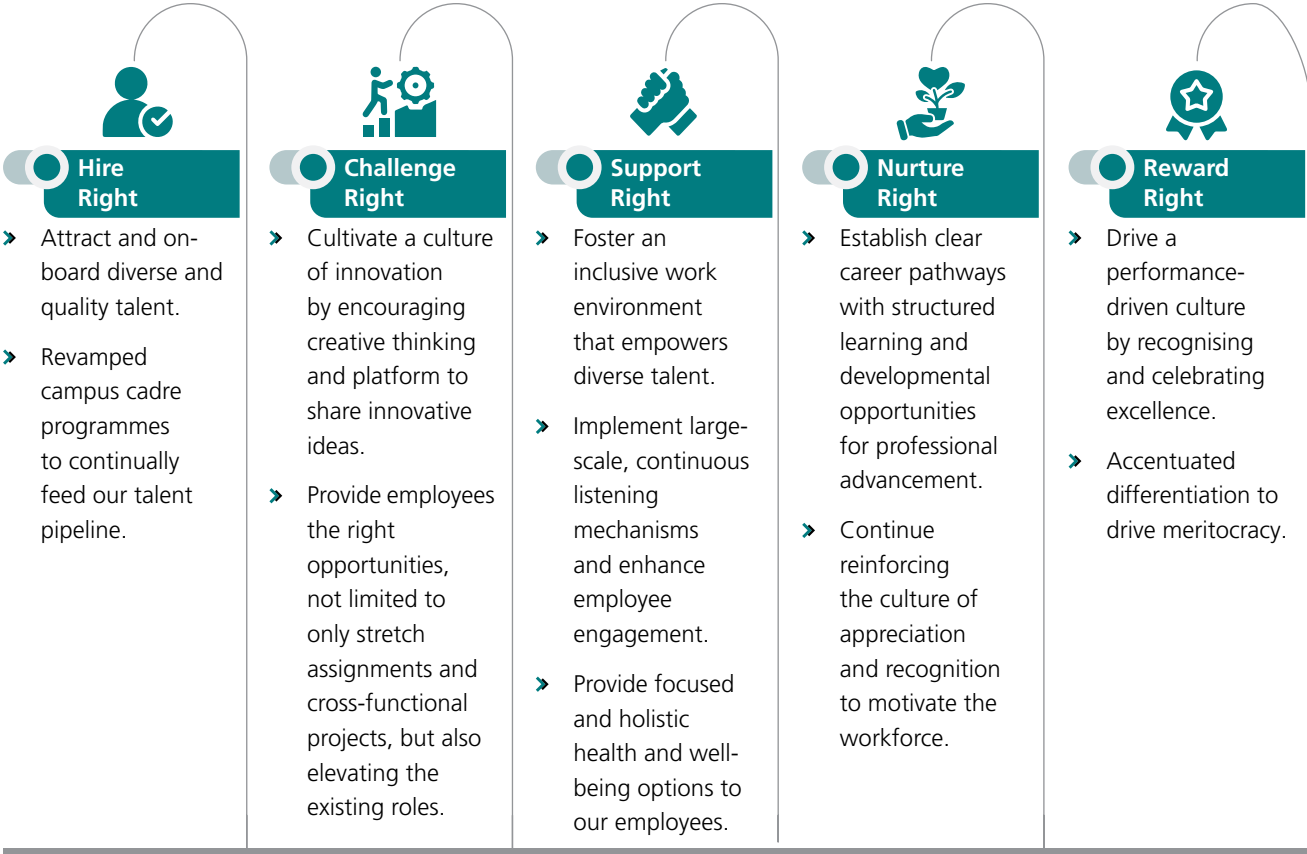 Hire
Right
Attract and on-
board diverse and
quality talent.
Revamped
campus cadre
programmes
to continually
feed our talent
pipeline.
Challenge
Right
Cultivate a culture
of innovation
by encouraging
creative thinking
and platform to
share innovative
ideas.
Provide employees
the right
opportunities,
not limited to
only stretch
assignments and
cross-functional
projects, but also
elevating the
existing roles.
Support
Right
Foster an
inclusive work
environment
that empowers
diverse talent.
Implement large-
scale, continuous
listening
mechanisms
and enhance
employee
engagement.
Provide focused
and holistic
health and well-
being options to
our employees.
Nurture
Right
Establish clear
career pathways
with structured
learning and
developmental
opportunities
for professional
advancement.
Continue
reinforcing
the culture of
appreciation
and recognition
to motivate the
workforce.
Reward
Right
Drive a
performance-
driven culture
by recognising
and celebrating
excellence.
Accentuated
differentiation to
drive meritocracy.